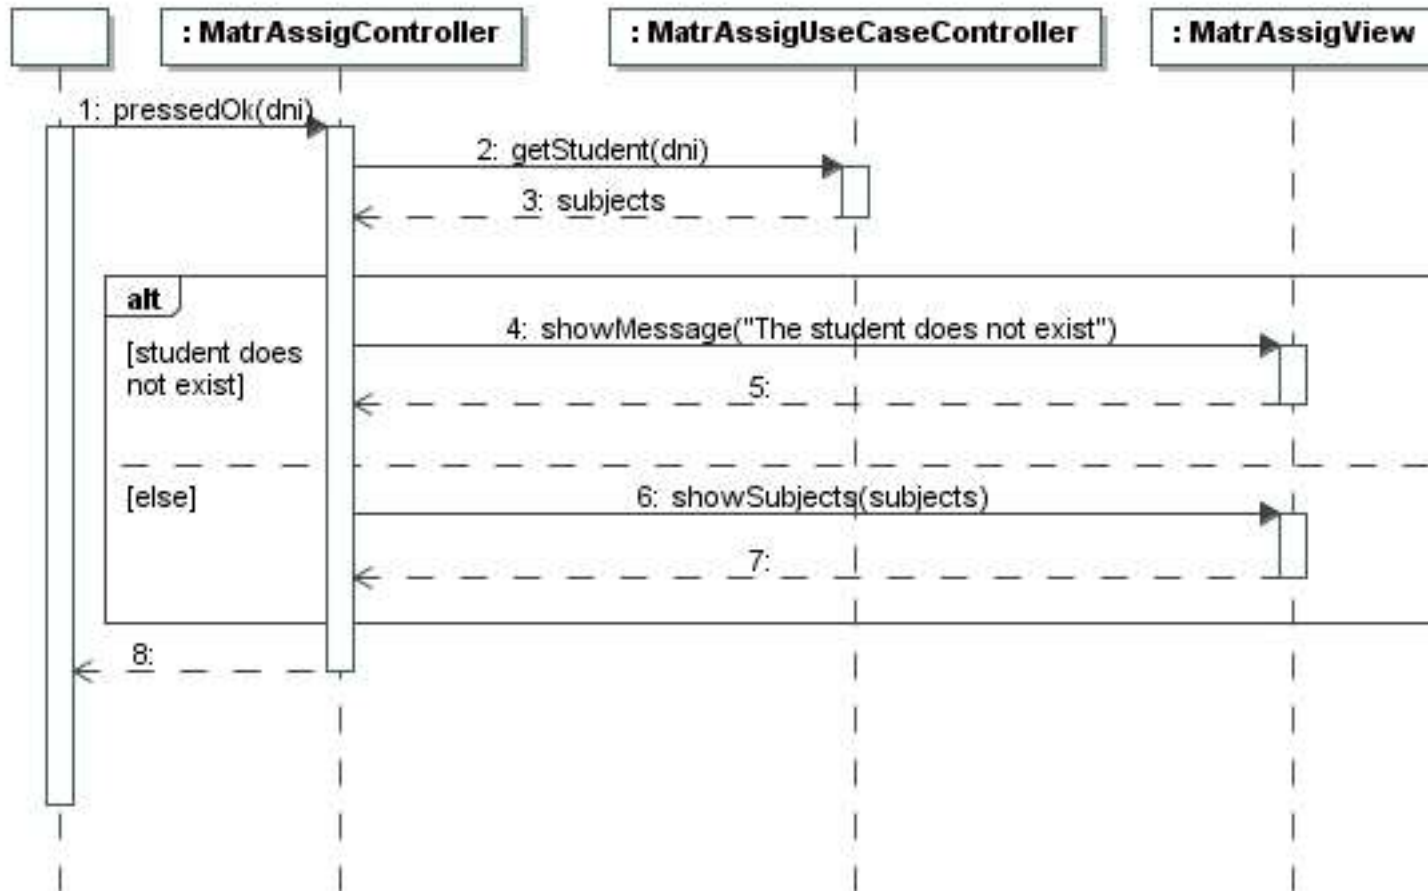 : MatrAssigController
: MatrAssigUseCaseController
: MatrAssigView
1: pressedOk(dni)
2: getStudent(dni)
3: subjects
alt
[student does
not exist]
4: showMessage("The student does not exist")
5:
[else]
6: showSubjects(subjects)
7:
8: